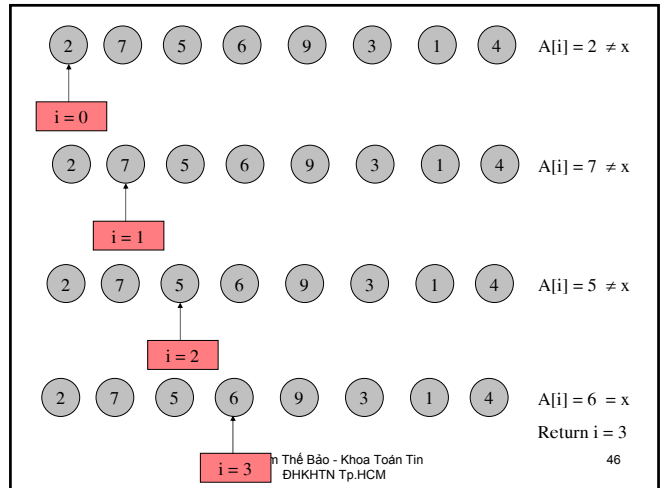 2 7 5 6 9 3 1 4 A[i] = 2 ≠ x
i = 0
2 7 5 6 9 3 1 4 A[i] = 7 ≠ x
i = 1
2 7 5 6 9 3 1 4 A[i] = 5 ≠ x
i = 2
2 7 5 6 9 3 1 4 A[i] = 6 = x
Return i = 3
i = 3
Thế Bảo - Khoa Toán Tin
ĐHKHTN Tp.HCM
46